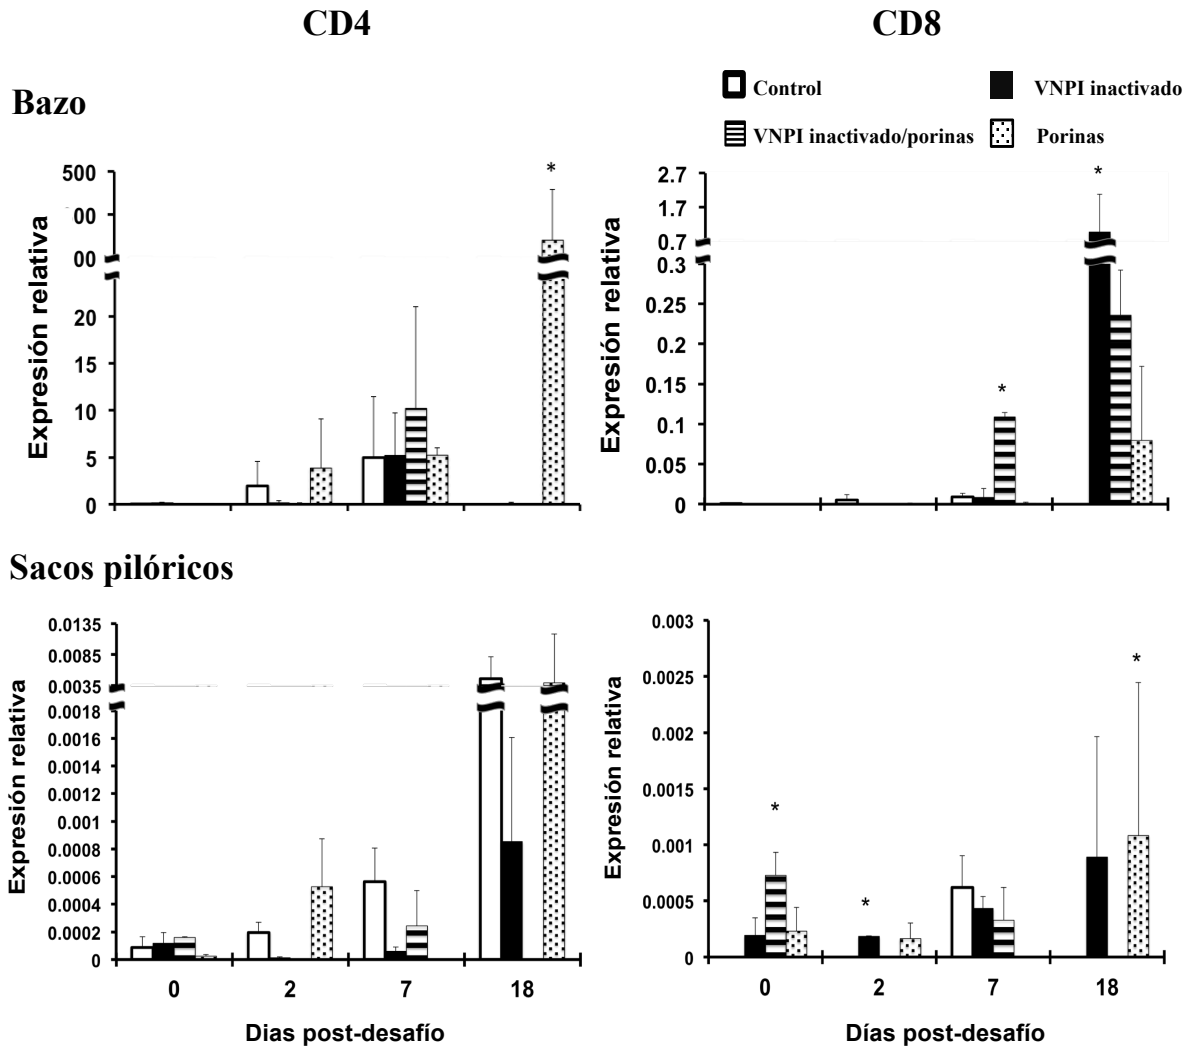 CD4
CD8
Control
VNPI inactivado
VNPI inactivado/porinas
Porinas
Bazo
Expresión relativa
500
00
00
20
15
10
5
0
*
Expresión relativa
2.7
1.7
0.7
0.3
0.25
0.2
0.15
0.1
0.05
0
*
*
Sacos pilóricos
Expresión relativa
0.0135
0.0085
0.0035
0.0018
0.0016
0.0014
0.0012
0.001
0.0008
0.0006
0.0004
0.0002
0
0 2 7 18
Dias post-desafío
Expresión relativa
0.003
0.0025
0.002
0.0015
0.001
0.0005
0
*
*
*
0 2 7 18
Días post-desafío